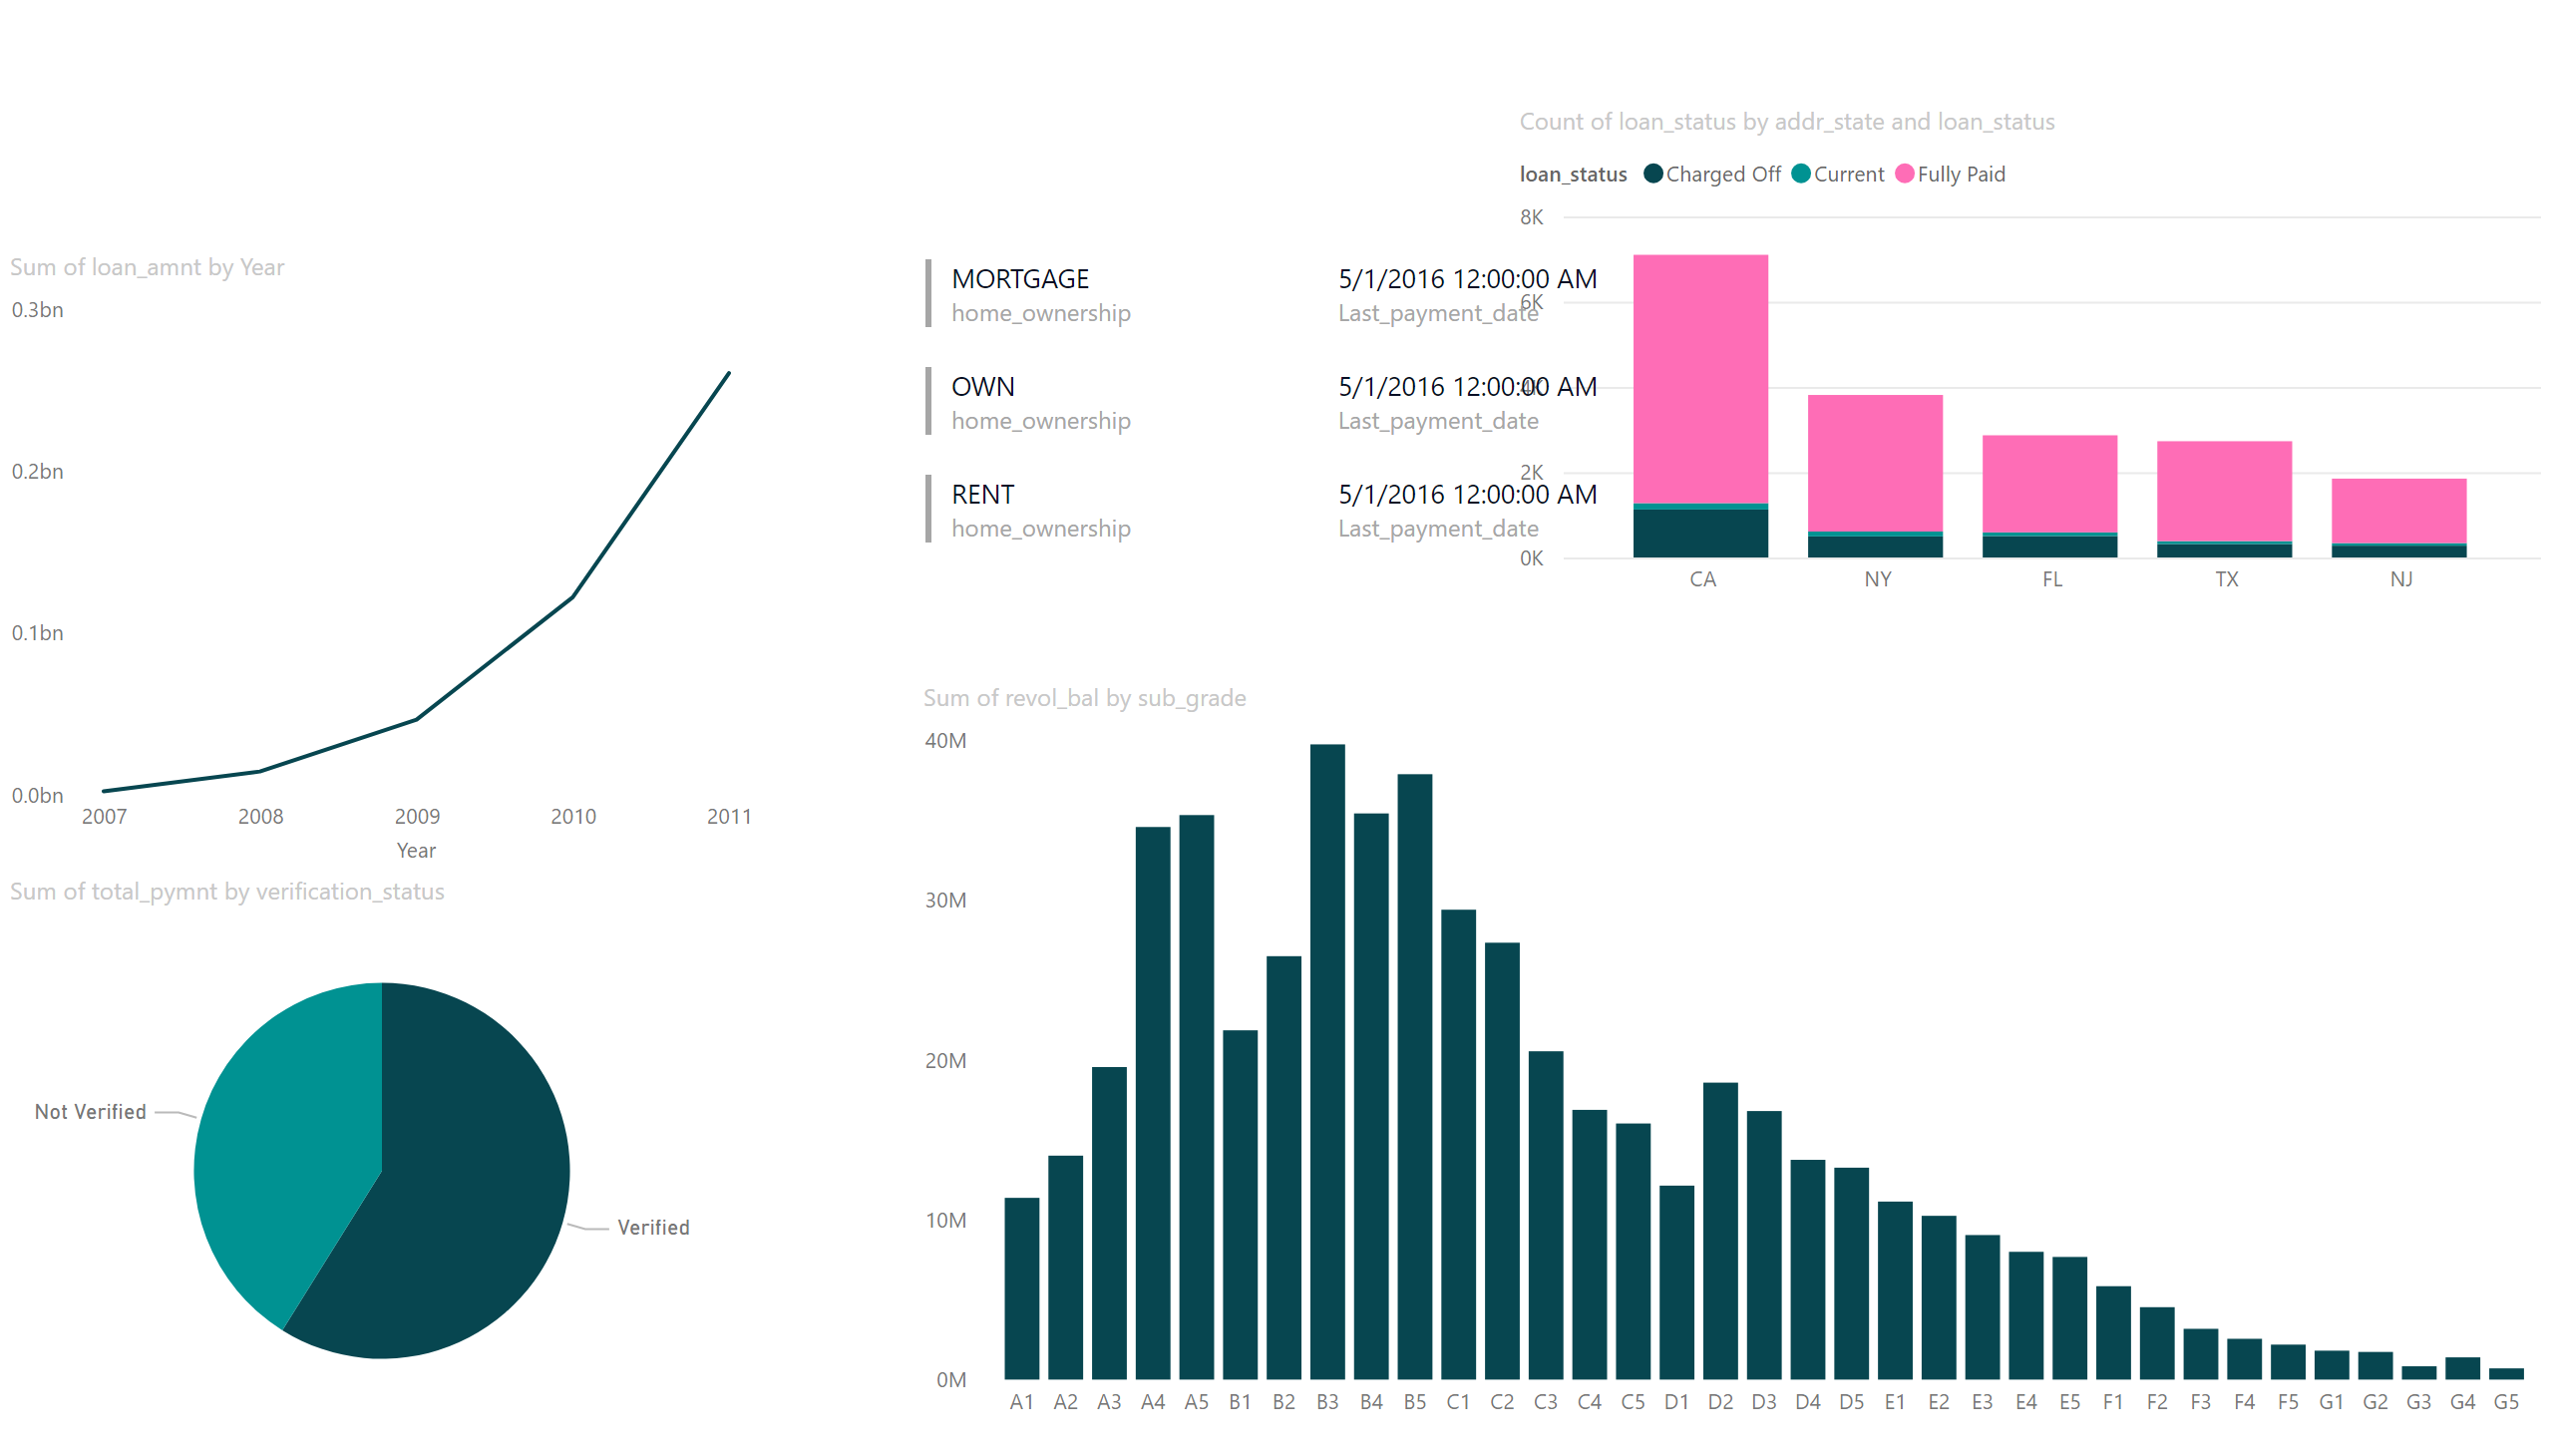 Count of loan_status by addr_state and loan_status
loan_status Charged Off Current Fully Paid
8K
6K
4K
2K
0K
CA NY FL TX NJ
Sum of loan_amnt by Year
0.3bn
0.2bn
0.1bn
0.0bn
2007 2008 2009 2010 2011
Year
MORTGAGE 5/1/2016 12:00:00 AM
home_ownership Last_payment_date
OWN 5/1/2016 12:00:00 AM
home_ownership Last_payment_date
RENT 5/1/2016 12:00:00 AM
home_ownership Last_payment_date
Sum of total_pymnt by verification_status
Not Verified
Verified
Sum of revol_bal by sub_grade
40M
30M
20M
10M
0M
A1 A2 A3 A4 A5 B1 B2 B3 B4 B5 C1 C2 C3 C4 C5 D1 D2 D3 D4 D5 E1 E2 E3 E4 E5 F1 F2 F3 F4 F5 G1 G2 G3 G4 G5